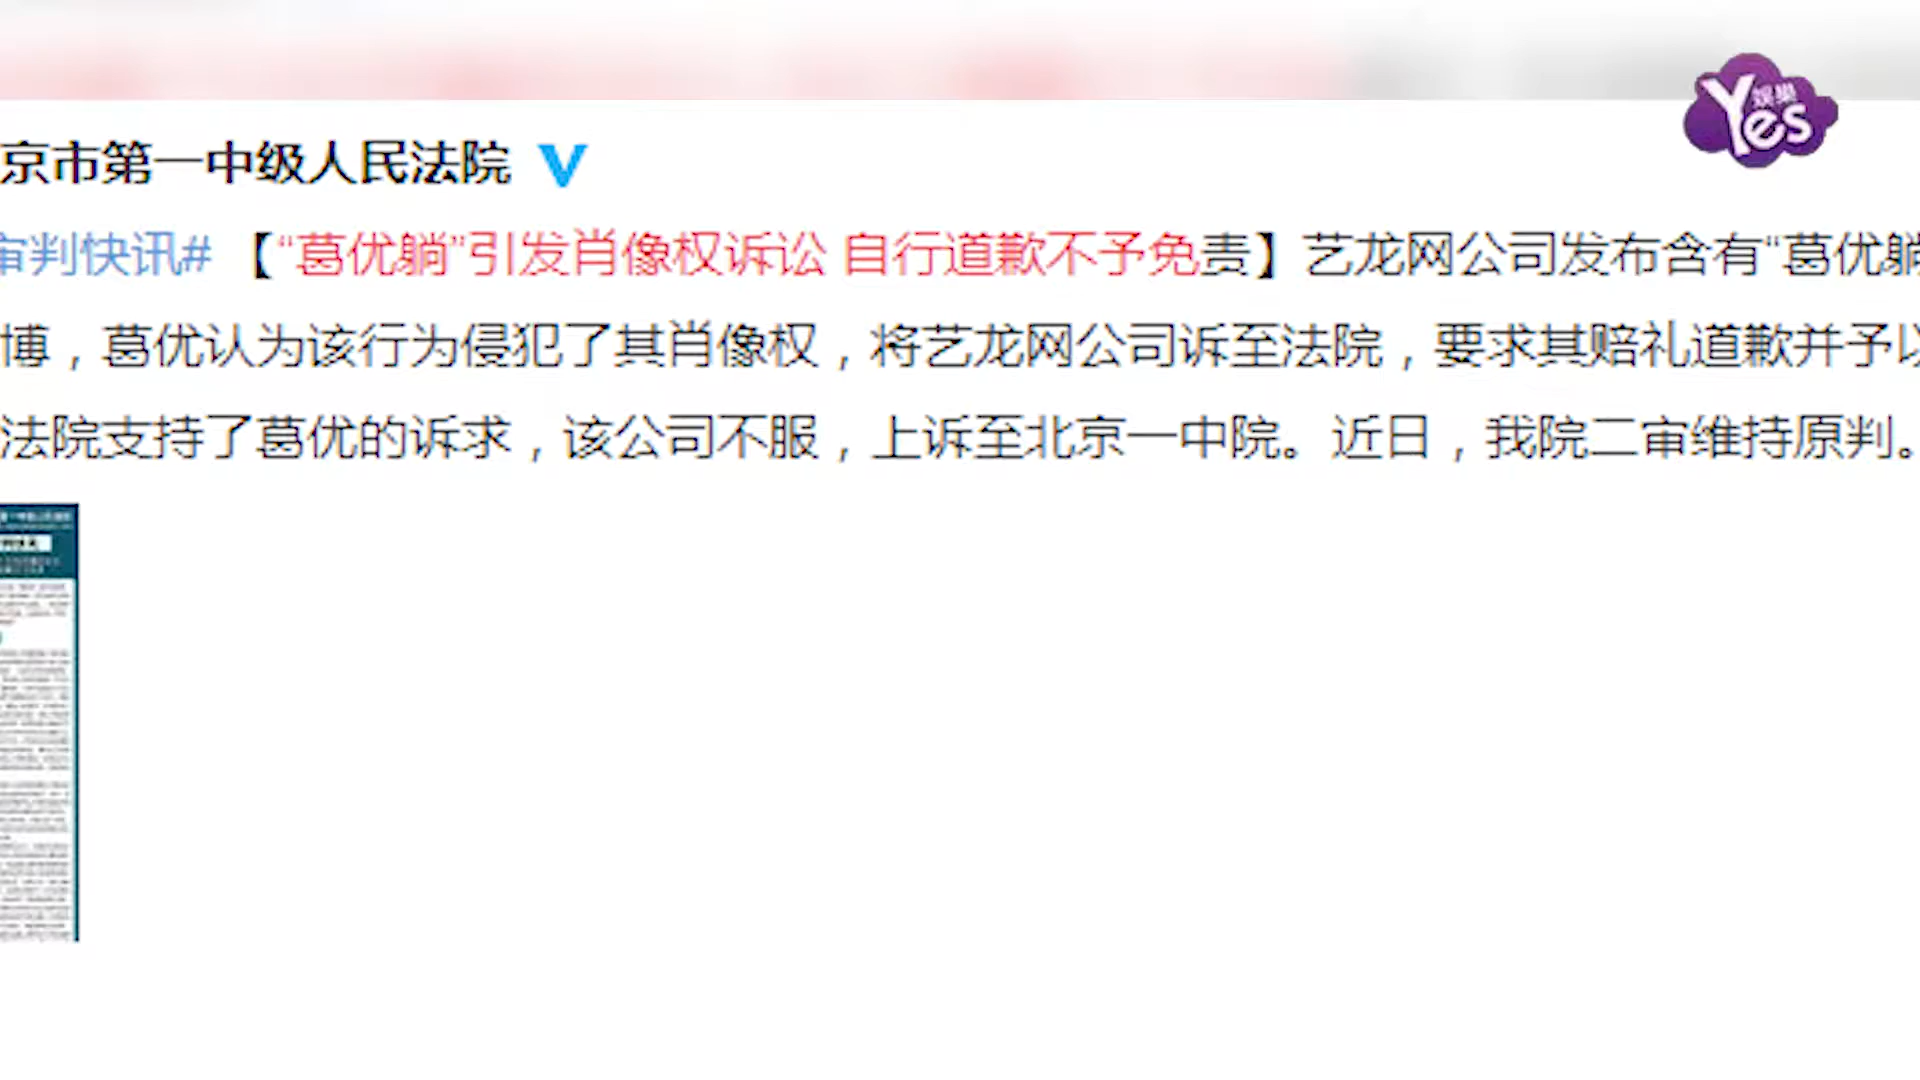 Yes
娱樂
京市第一中级人民法院
审判快讯# 【“葛优躺”引发肖像权诉讼 自行道歉不予免责】艺龙网公司发布含有“葛优躺
博，葛优认为该行为侵犯了其肖像权，将艺龙网公司诉至法院，要求其赔礼道歉并予以
法院支持了葛优的诉求，该公司不服，上诉至北京一中院。近日，我院二审维持原判。